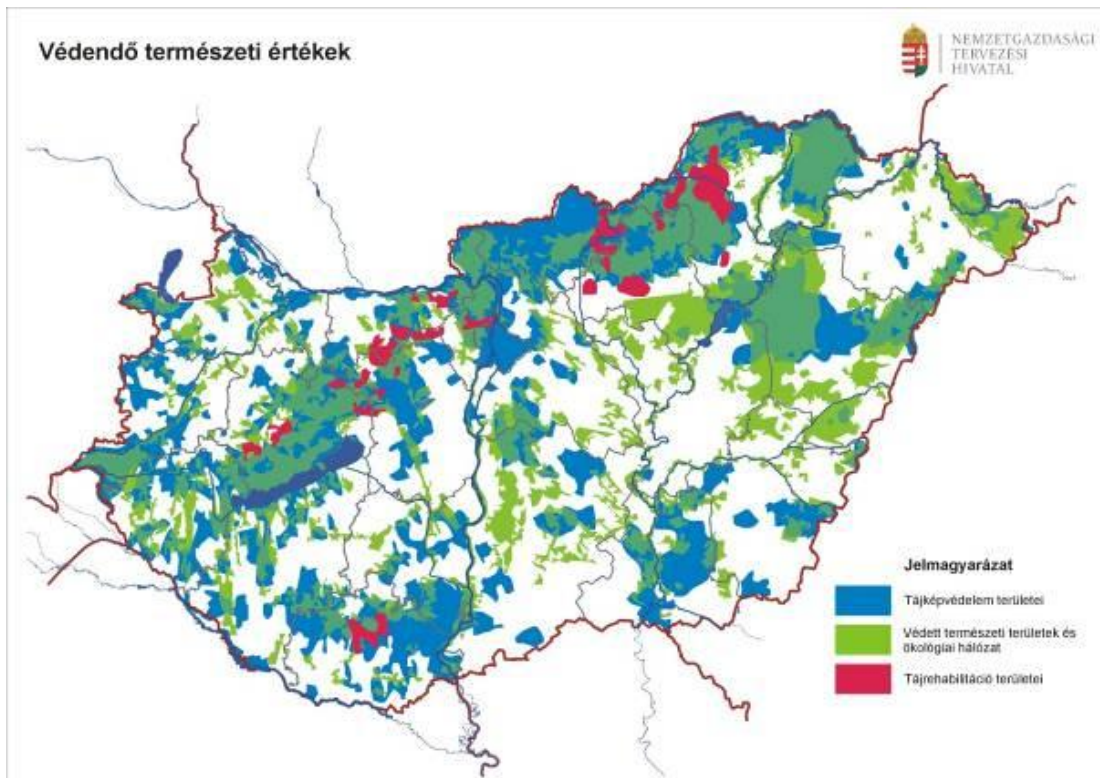 Védendő természeti értékek
NEMZETGAZDASÁGI
TERVEZÉSI
HIVATAL
Jelmagyarázat
Tájképvédelem területei
Védett természeti területek és
ökológiai hálózat
Tájrehabilitáció területei